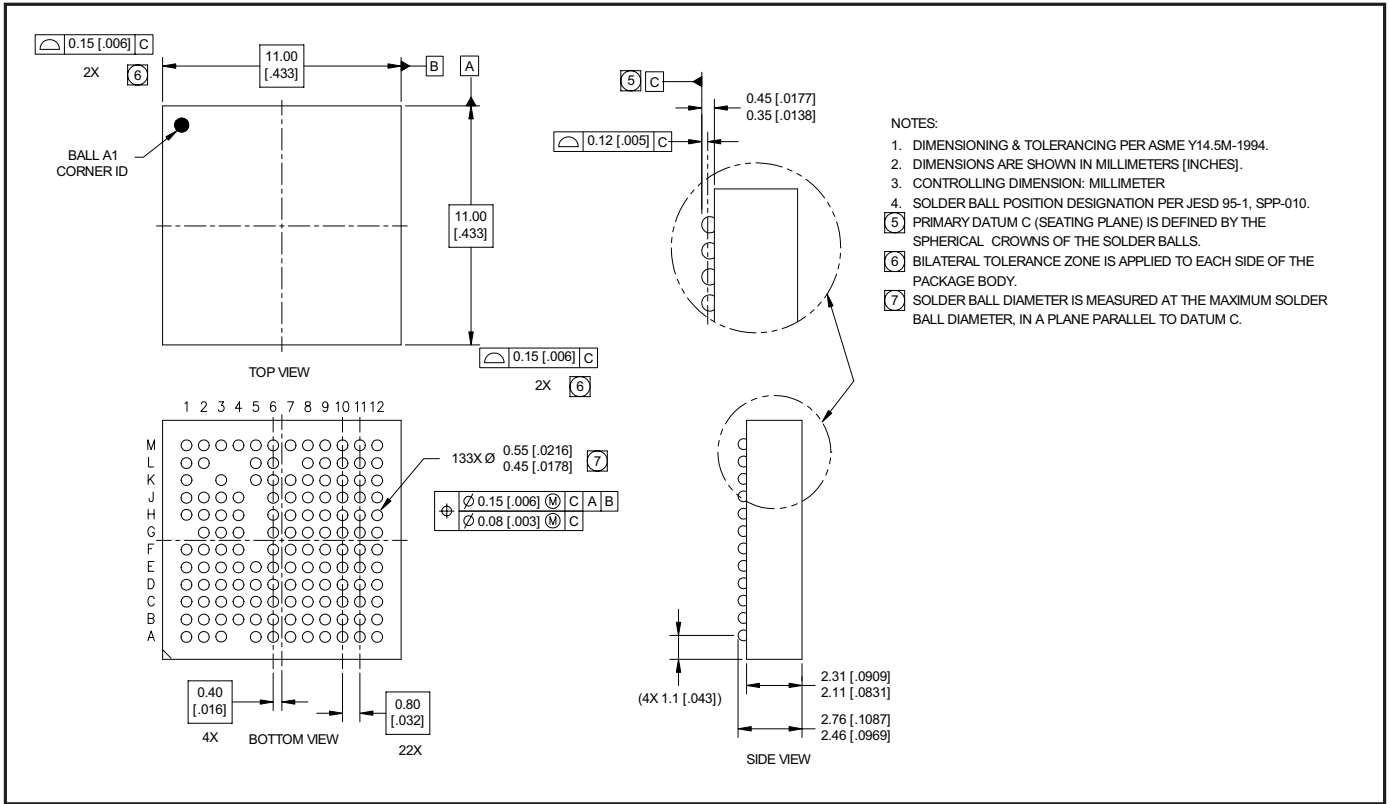 ⌓ 0.15 [.006] C
2X 6
11.00
[.433]
B A
BALL A1
CORNER ID
11.00
[.433]
⌓ 0.15 [.006] C
2X 6
TOP VIEW
5 C
0.45 [.0177]
0.35 [.0138]
⌓ 0.12 [.005] C
NOTES:
1. DIMENSIONING & TOLERANCING PER ASME Y14.5M-1994.
2. DIMENSIONS ARE SHOWN IN MILLIMETERS [INCHES].
3. CONTROLLING DIMENSION: MILLIMETER
4. SOLDER BALL POSITION DESIGNATION PER JESD 95-1, SPP-010.
5 PRIMARY DATUM C (SEATING PLANE) IS DEFINED BY THE
SPHERICAL CROWNS OF THE SOLDER BALLS.
6 BILATERAL TOLERANCE ZONE IS APPLIED TO EACH SIDE OF THE
PACKAGE BODY.
7 SOLDER BALL DIAMETER IS MEASURED AT THE MAXIMUM SOLDER
BALL DIAMETER, IN A PLANE PARALLEL TO DATUM C.
1 2 3 4 5 6 7 8 9 10 11 12
M
L
K
J
H
G
F
E
D
C
B
A
133X Ø 0.55 [.0216]
0.45 [.0178] 7
⌖ Ø 0.15 [.006] Ⓜ C A B
Ø 0.08 [.003] Ⓜ C
0.40
[.016]
4X
BOTTOM VIEW
0.80
[.032]
22X
(4X 1.1 [.043])
2.31 [.0909]
2.11 [.0831]
2.76 [.1087]
2.46 [.0969]
SIDE VIEW